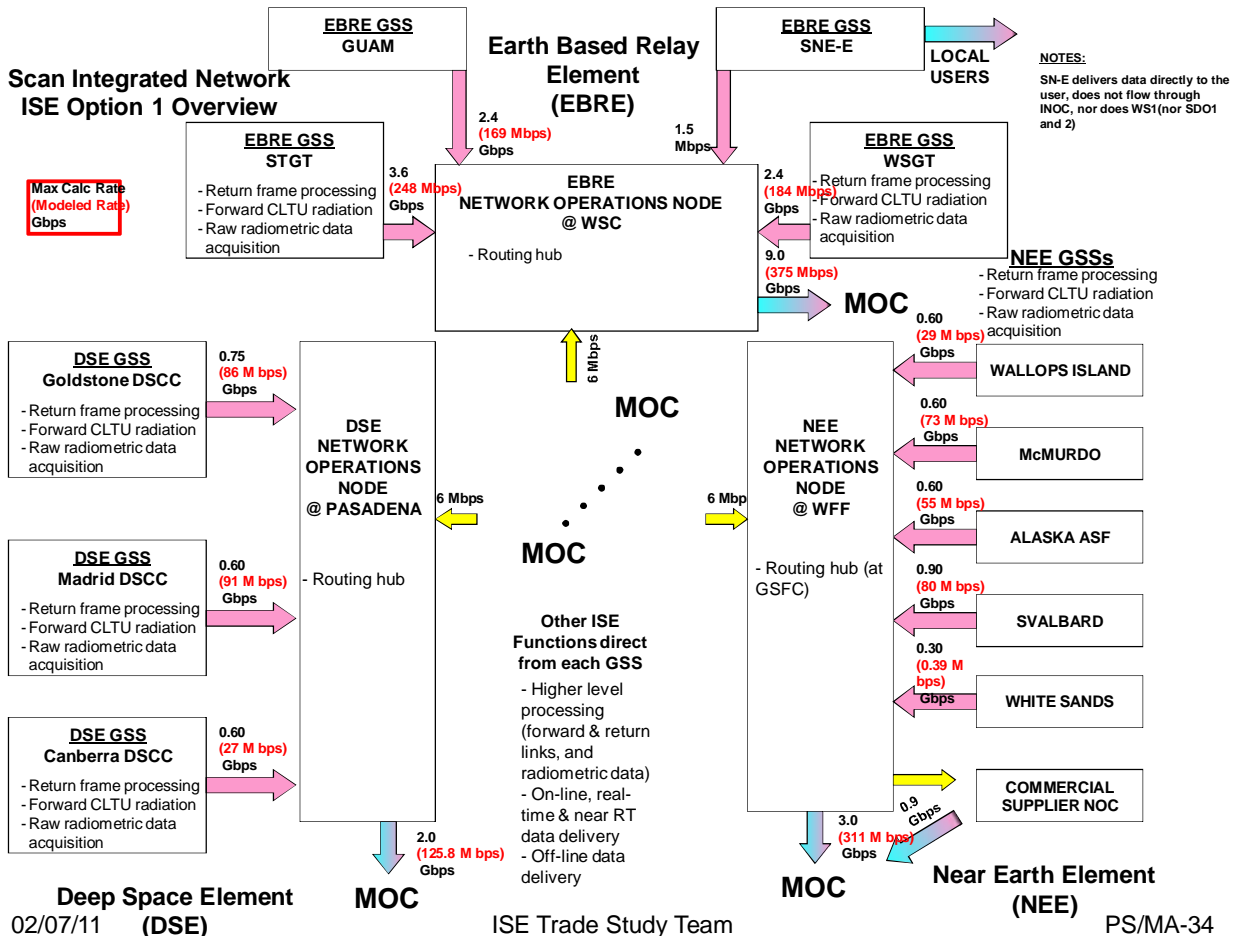 EBRE GSS
GUAM
Earth Based Relay
Element
(EBRE)
EBRE GSS
SNE-E
LOCAL
USERS
NOTES:
SN-E delivers data directly to the
user, does not flow through
INOC, nor does WS1(nor SDO1
and 2)
Scan Integrated Network
ISE Option 1 Overview
Max Calc Rate
(Modeled Rate)
Gbps
2.4
(169 Mbps)
Gbps
1.5
Mbps
EBRE GSS
STGT
- Return frame processing
- Forward CLTU radiation
- Raw radiometric data
acquisition
3.6
(248 Mbps)
Gbps
EBRE
NETWORK OPERATIONS NODE
@ WSC
- Routing hub
2.4
(184 Mbps)
Gbps
EBRE GSS
WSGT
- Return frame processing
- Forward CLTU radiation
- Raw radiometric data
acquisition
9.0
(375 Mbps)
Gbps
MOC
NEE GSSs
- Return frame processing
- Forward CLTU radiation
- Raw radiometric data
acquisition
DSE GSS
Goldstone DSCC
- Return frame processing
- Forward CLTU radiation
- Raw radiometric data
acquisition
0.75
(86 M bps)
Gbps
DSE GSS
Madrid DSCC
- Return frame processing
- Forward CLTU radiation
- Raw radiometric data
acquisition
0.60
(91 M bps)
Gbps
DSE GSS
Canberra DSCC
- Return frame processing
- Forward CLTU radiation
- Raw radiometric data
acquisition
0.60
(27 M bps)
Gbps
DSE
NETWORK
OPERATIONS
NODE
@ PASADENA
- Routing hub
6 Mbps
6 Mbps
MOC
MOC
6 Mbp
Other ISE
Functions direct
from each GSS
- Higher level
processing
(forward & return
links, and
radiometric data)
- On-line, real-
time & near RT
data delivery
- Off-line data
delivery
NEE
NETWORK
OPERATIONS
NODE
@ WFF
- Routing hub (at
GSFC)
0.60
(29 M bps)
Gbps
WALLOPS ISLAND
0.60
(73 M bps)
Gbps
McMURDO
0.60
(55 M bps)
Gbps
ALASKA ASF
0.90
(80 M bps)
Gbps
SVALBARD
0.30
(0.39 M
bps)
Gbps
WHITE SANDS
COMMERCIAL
SUPPLIER NOC
0.9
Gbps
3.0
(311 M bps)
Gbps
MOC
2.0
(125.8 M bps)
Gbps
MOC
Deep Space Element
(DSE)
Near Earth Element
(NEE)
02/07/11
ISE Trade Study Team
PS/MA-34